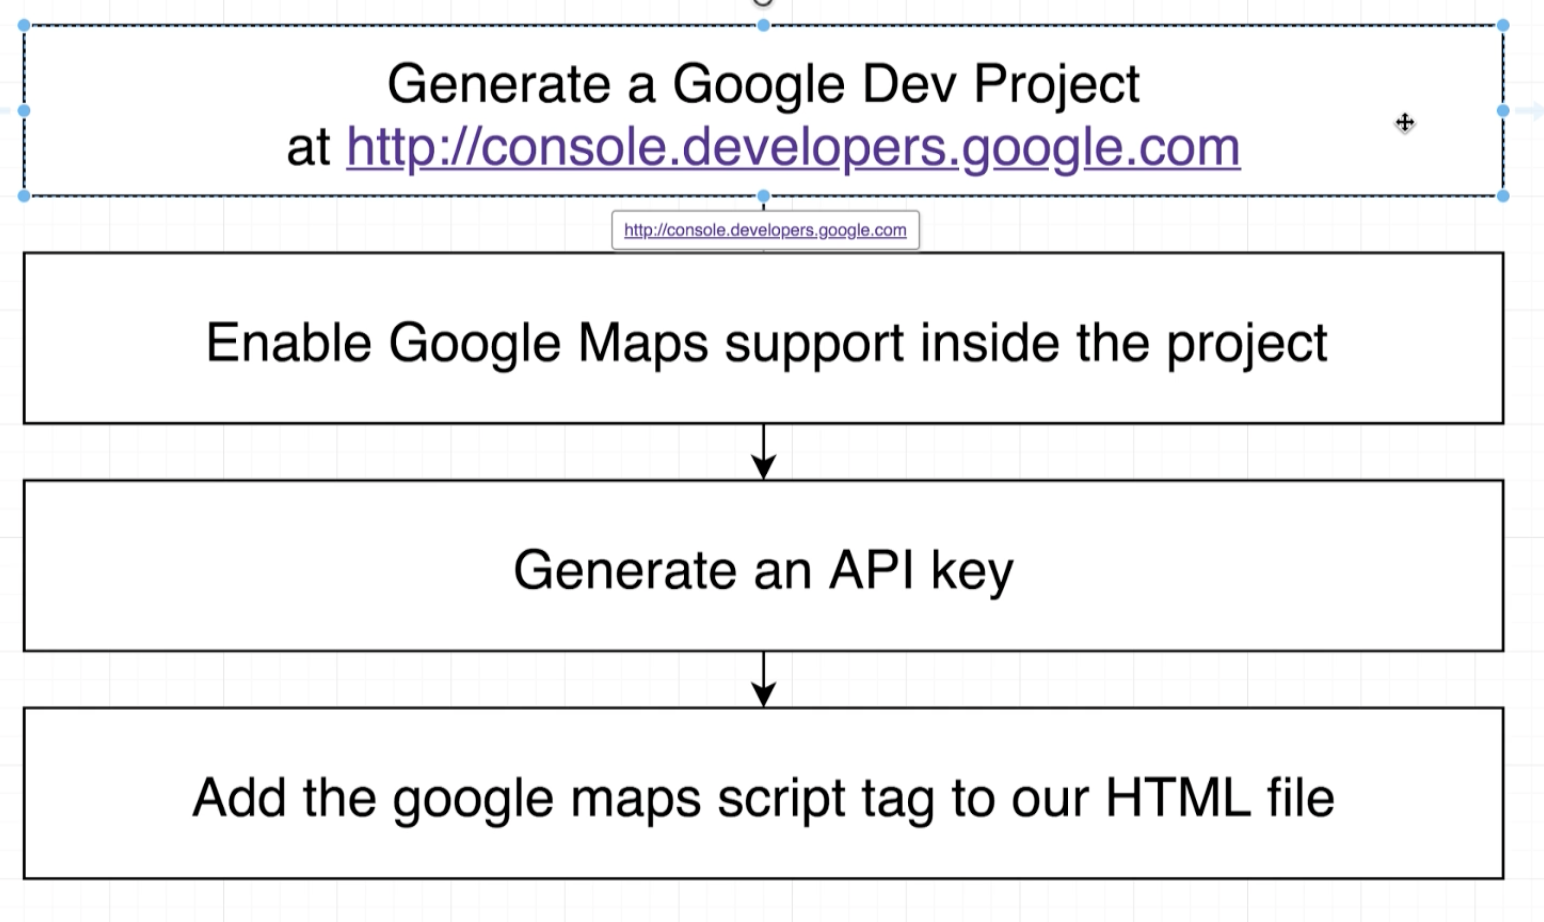 Generate a Google Dev Project
at http://console.developers.google.com
http://console.developers.google.com
Enable Google Maps support inside the project
Generate an API key
Add the google maps script tag to our HTML file